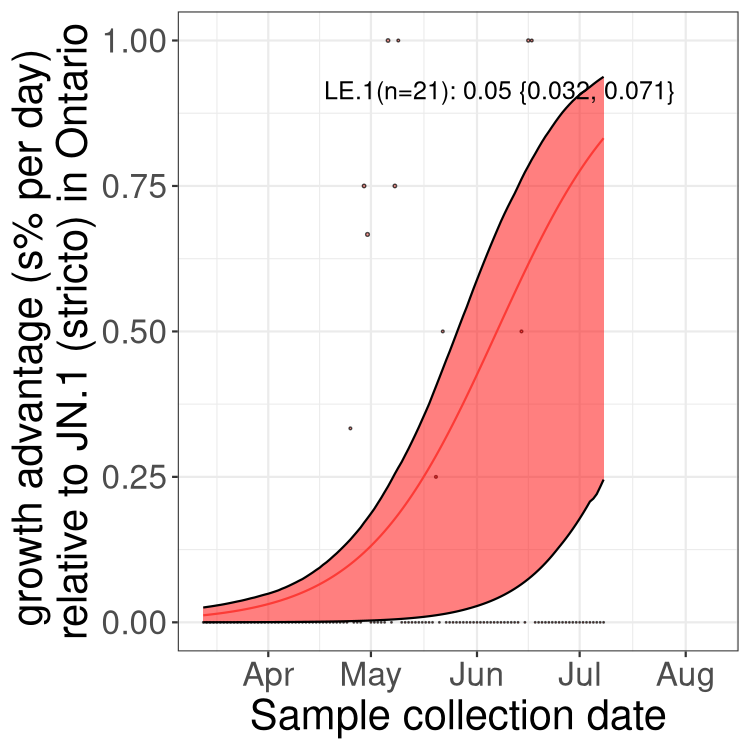 growth advantage (s% per day)
relative to JN.1 (stricto) in Ontario
1.00
0.75
0.50
0.25
0.00
LE.1(n=21): 0.05 {0.032, 0.071}
Apr May Jun Jul Aug
Sample collection date